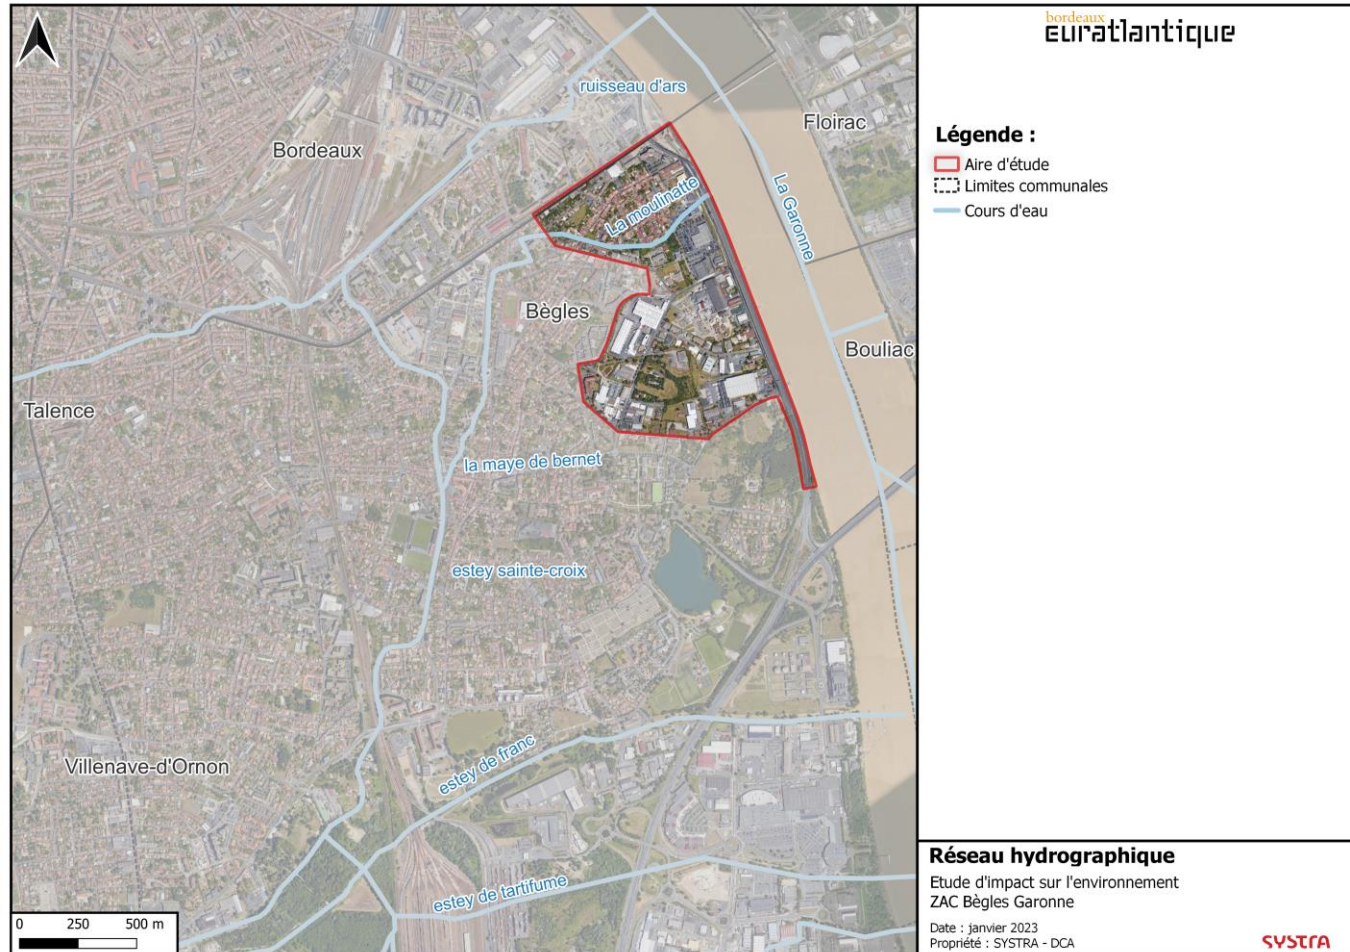 bordeaux
euratlantique
Légende :
Aire d'étude
Limites communales
Cours d'eau
ruisseau d'ars
Floirac
Bordeaux
La moulinatte
La Garonne
Bègles
Bouliac
Talence
la maye de bernet
estey sainte-croix
estey de franc
Villenave-d'Ornon
estey de tartifume
0 250 500 m
Réseau hydrographique
Etude d'impact sur l'environnement
ZAC Bègles Garonne
Date : janvier 2023
Propriété : SYSTRA - DCA
SYSTRA